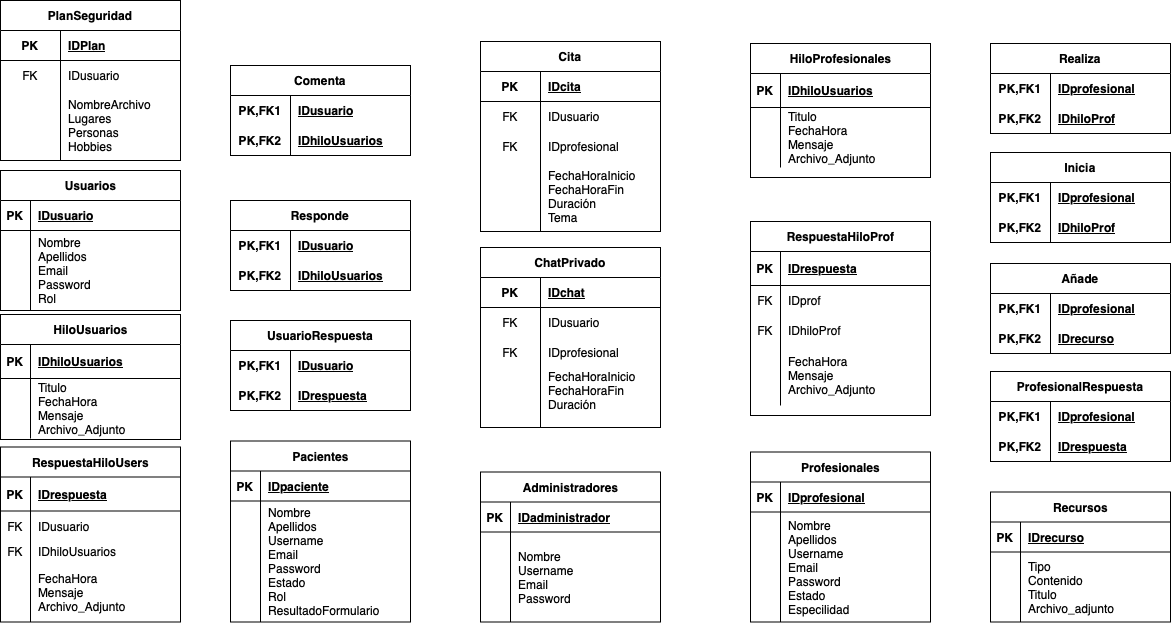 PlanSeguridad
PK IDPlan
FK IDusuario
NombreArchivo
Lugares
Personas
Hobbies
Usuarios
PK IDusuario
Nombre
Apellidos
Email
Password
Rol
HiloUsuarios
PK IDhiloUsuarios
Titulo
FechaHora
Mensaje
Archivo_Adjunto
RespuestaHiloUsers
PK IDrespuesta
FK IDusuario
FK IDhiloUsuarios
FechaHora
Mensaje
Archivo_Adjunto
Comenta
PK,FK1 IDusuario
PK,FK2 IDhiloUsuarios
Responde
PK,FK1 IDusuario
PK,FK2 IDhiloUsuarios
UsuarioRespuesta
PK,FK1 IDusuario
PK,FK2 IDrespuesta
Pacientes
PK IDpaciente
Nombre
Apellidos
Username
Email
Password
Estado
Rol
ResultadoFormulario
Cita
PK IDcita
FK IDusuario
FK IDprofesional
FechaHoraInicio
FechaHoraFin
Duración
Tema
ChatPrivado
PK IDchat
FK IDusuario
FK IDprofesional
FechaHoraInicio
FechaHoraFin
Duración
Administradores
PK IDadministrador
Nombre
Username
Email
Password
HiloProfesionales
PK IDhiloUsuarios
Titulo
FechaHora
Mensaje
Archivo_Adjunto
RespuestaHiloProf
PK IDrespuesta
FK IDprof
FK IDhiloProf
FechaHora
Mensaje
Archivo_Adjunto
Profesionales
PK IDprofesional
Nombre
Apellidos
Username
Email
Password
Estado
Especilidad
Realiza
PK,FK1 IDprofesional
PK,FK2 IDhiloProf
Inicia
PK,FK1 IDprofesional
PK,FK2 IDhiloProf
Añade
PK,FK1 IDprofesional
PK,FK2 IDrecurso
ProfesionalRespuesta
PK,FK1 IDprofesional
PK,FK2 IDrespuesta
Recursos
PK IDrecurso
Tipo
Contenido
Titulo
Archivo_adjunto